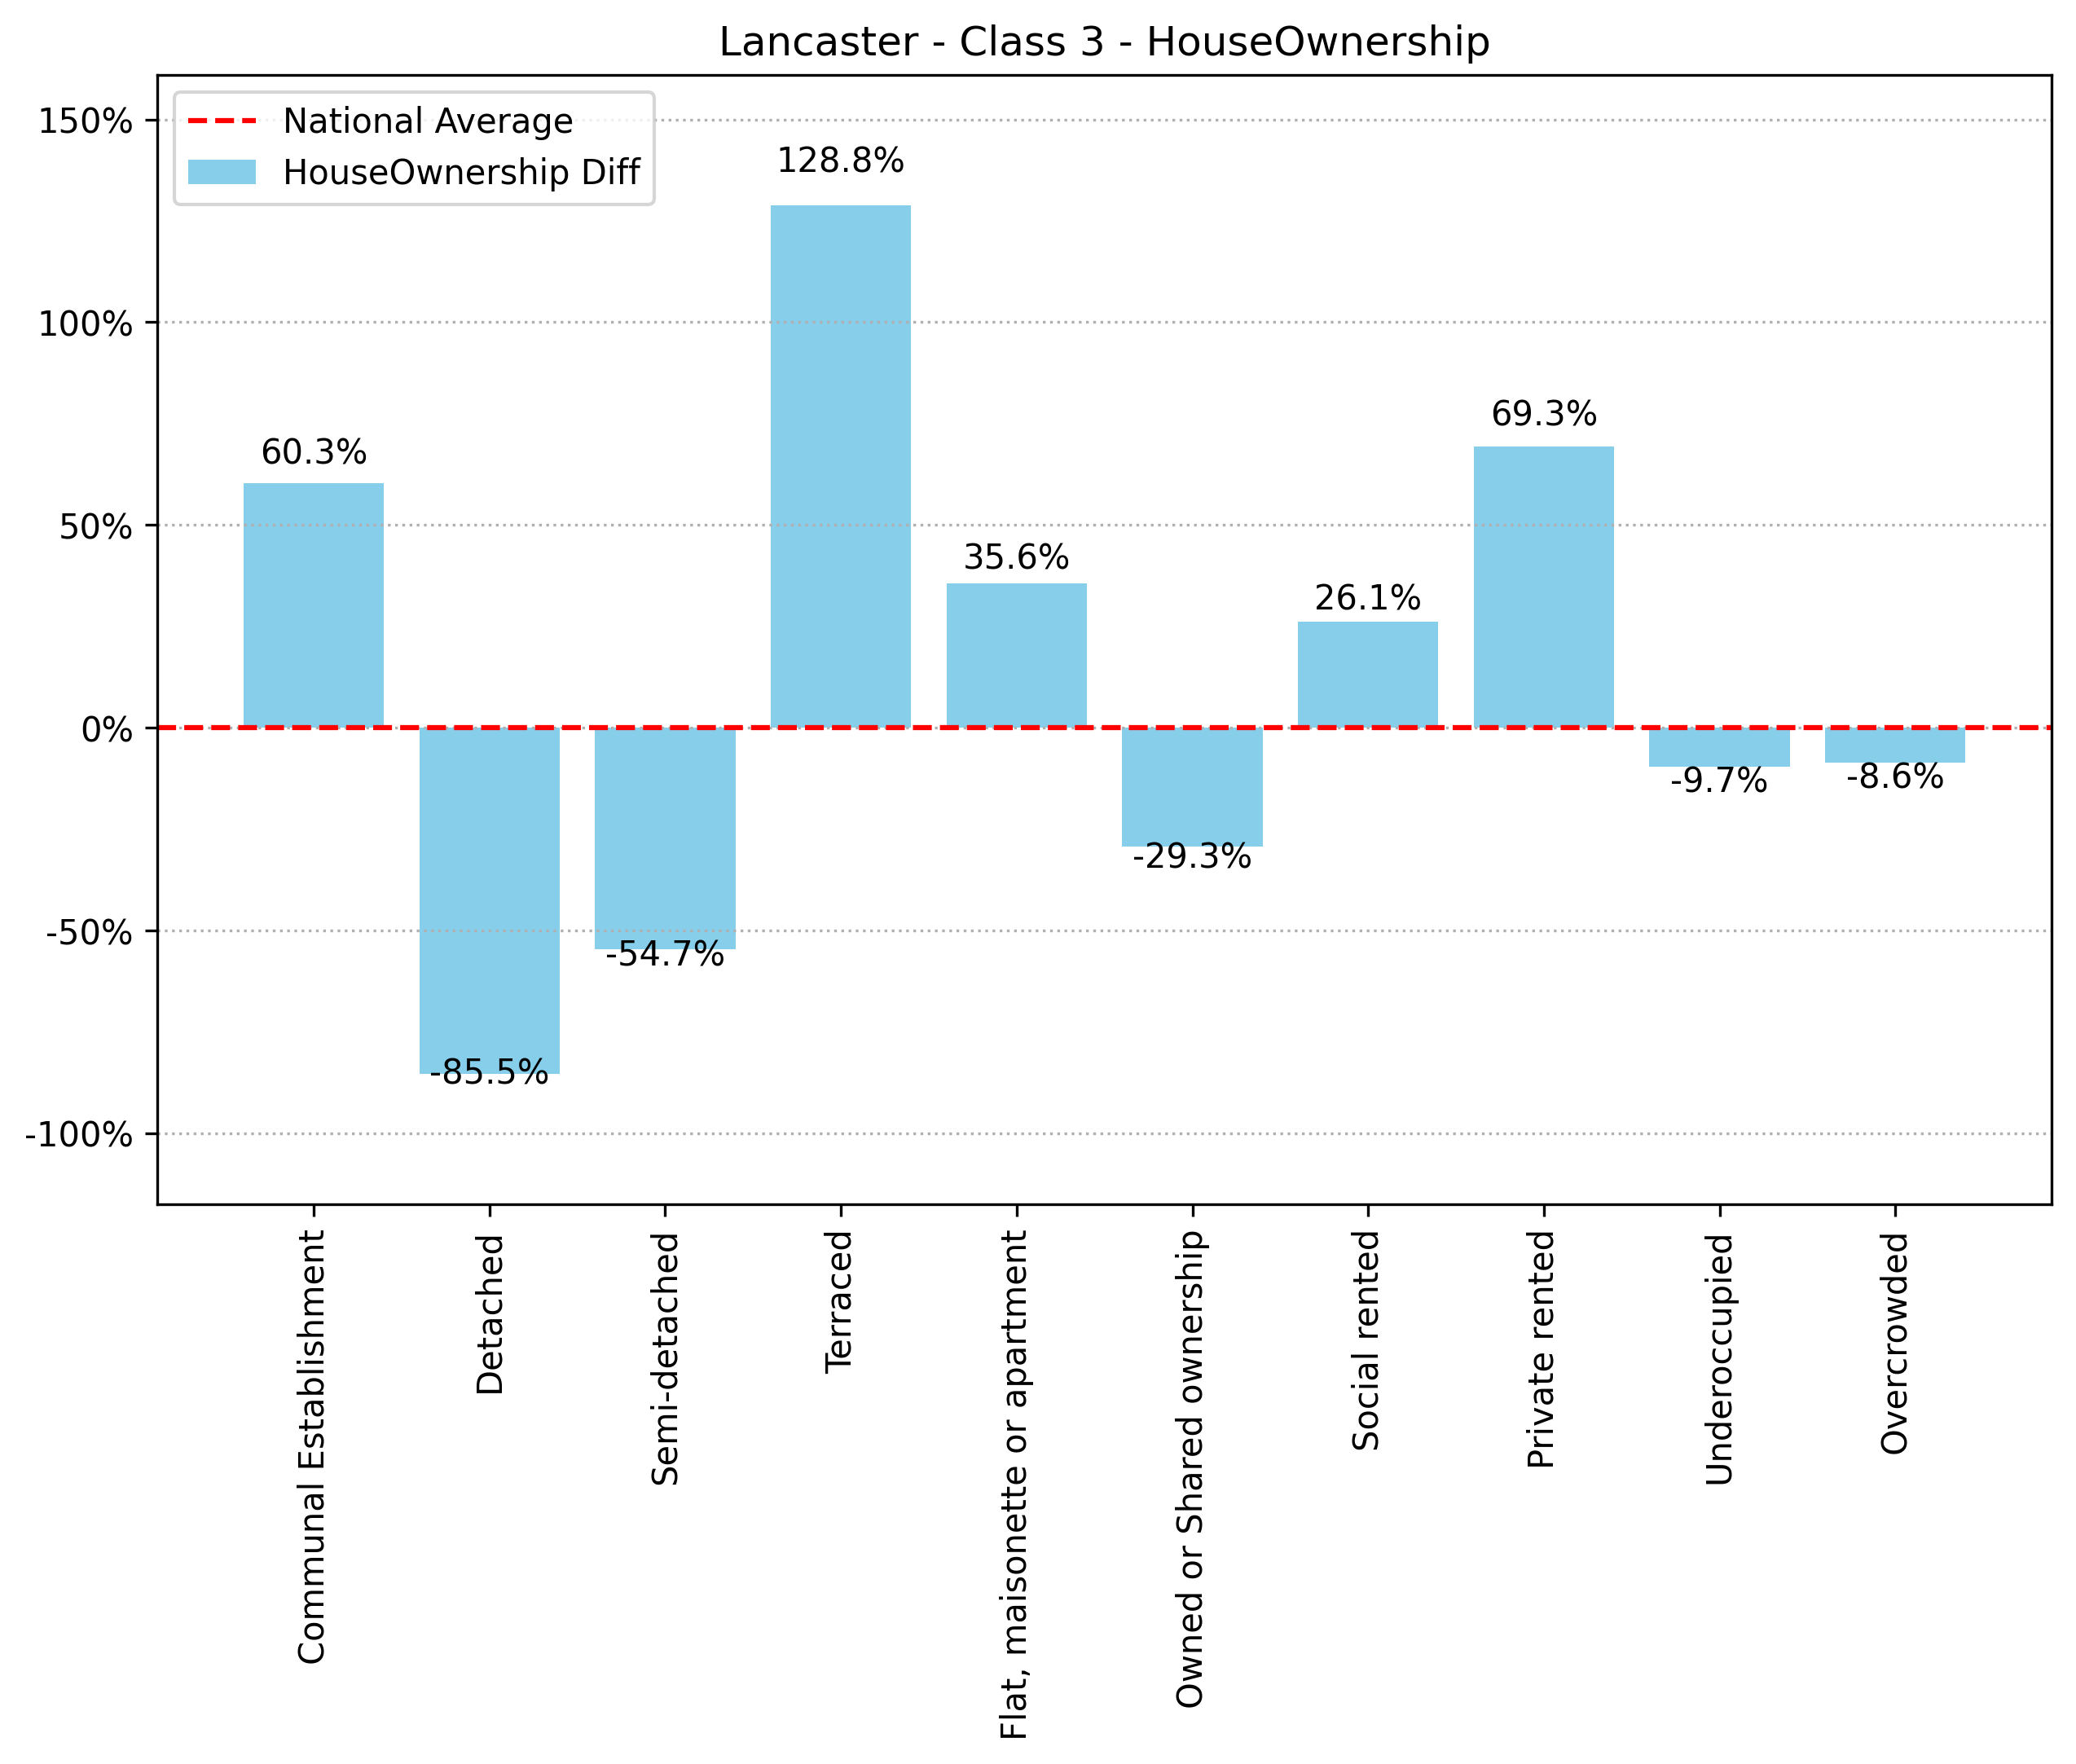 Lancaster - Class 3 - HouseOwnership
National Average
HouseOwnership Diff
150%
100%
50%
0%
-50%
-100%
60.3%
-85.5%
-54.7%
128.8%
35.6%
-29.3%
26.1%
69.3%
-9.7%
-8.6%
Communal Establishment
Detached
Semi-detached
Terraced
Flat, maisonette or apartment
Owned or Shared ownership
Social rented
Private rented
Underoccupied
Overcrowded